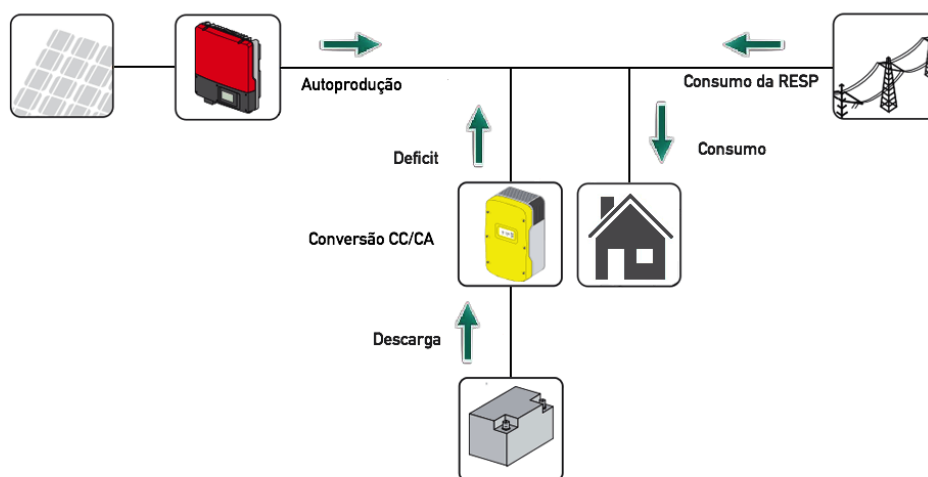 Autoprodução
Consumo da RESP
Deficit
Consumo
Conversão CC/CA
Descarga